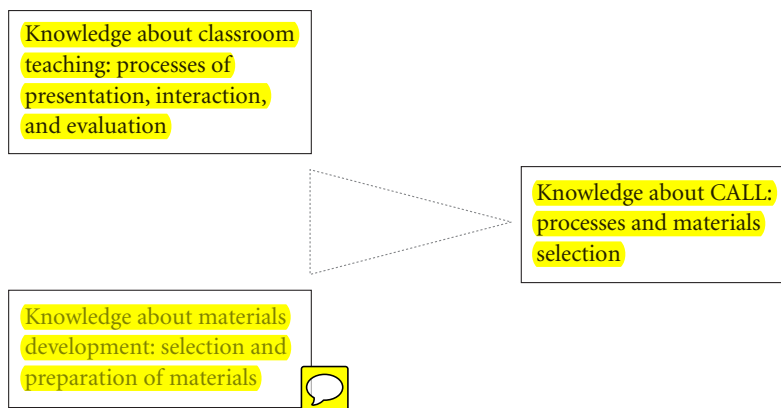 Knowledge about classroom
teaching: processes of
presentation, interaction,
and evaluation
Knowledge about CALL:
processes and materials
selection
Knowledge about materials
development: selection and
preparation of materials